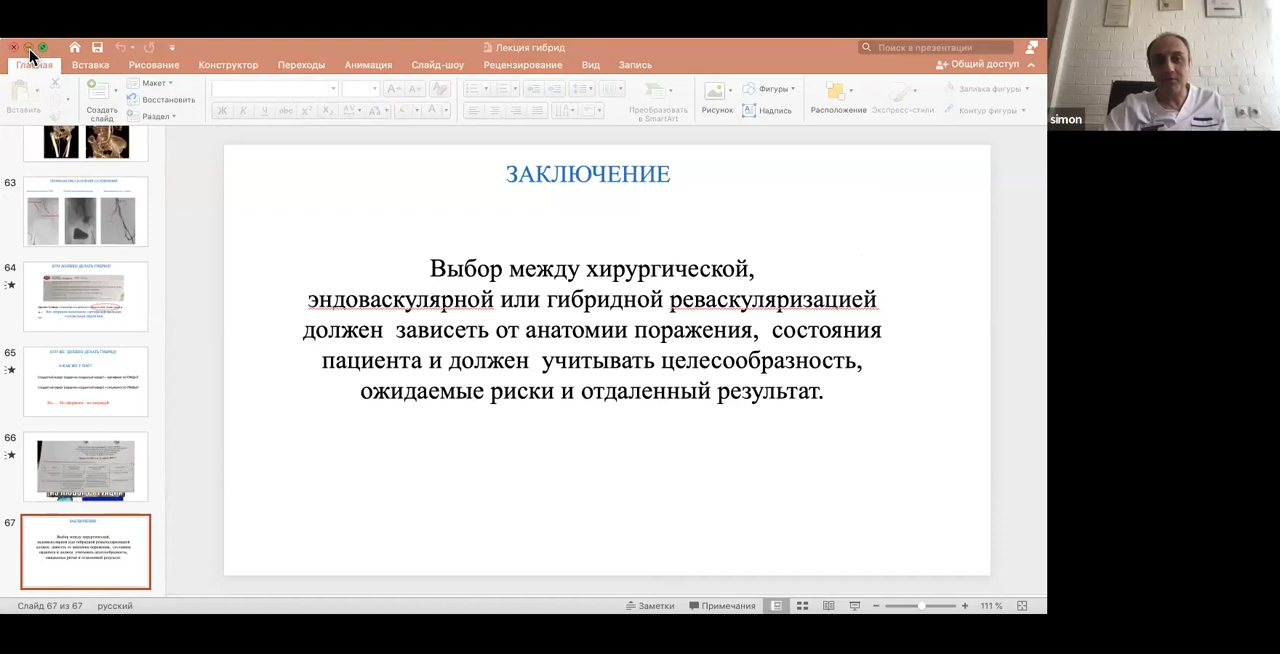 Лекция гибрид
Поиск в презентации
Главная
Вставка
Рисование
Конструктор
Переходы
Анимация
Слайд-шоу
Рецензирование
Вид
Запись
Общий доступ
Вставить
Создать
слайд
Макет
Восстановить
Раздел
Преобразовать
в SmartArt
Рисунок
Фигуры
Надпись
Расположение
Экспресс-стили
Заливка фигуры
Контур фигуры
simon
63
64
65
66
67
ЗАКЛЮЧЕНИЕ
Выбор между хирургической,
эндоваскулярной или гибридной реваскуляризацией
должен зависеть от анатомии поражения, состояния
пациента и должен учитывать целесообразность,
ожидаемые риски и отдаленный результат.
Слайд 67 из 67
русский
Заметки
Примечания
111 %